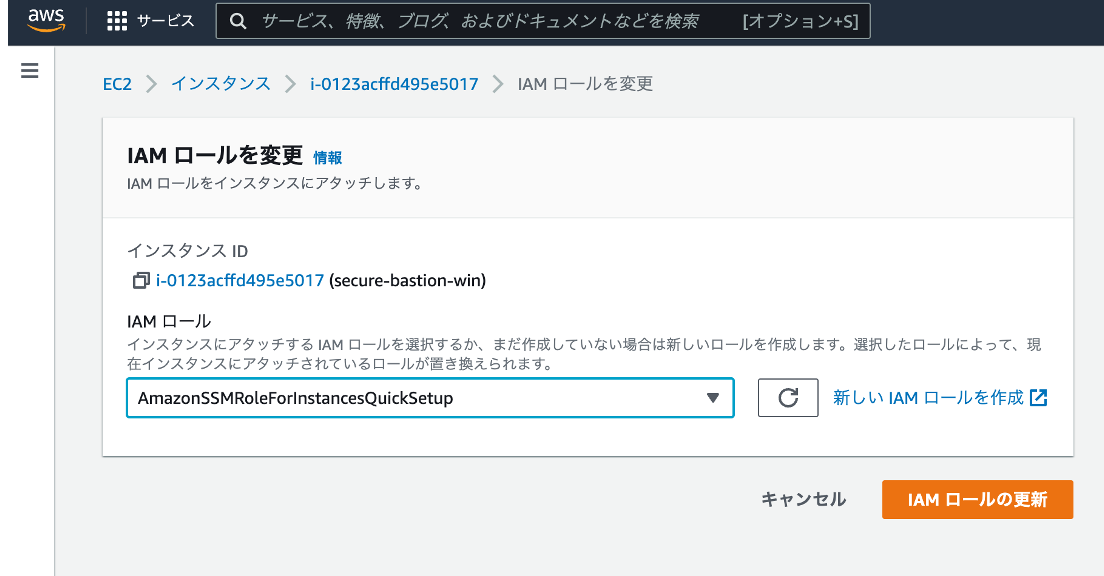 aws サービス サービス、特徴、ブログ、およびドキュメントなどを検索 [オプション+S]
EC2 インスタンス i-0123acffd495e5017 IAM ロールを変更
IAM ロールを変更 情報
IAM ロールをインスタンスにアタッチします。
インスタンス ID
i-0123acffd495e5017 (secure-bastion-win)
IAM ロール
インスタンスにアタッチする IAM ロールを選択するか、まだ作成していない場合は新しいロールを作成します。選択したロールによって、現
在インスタンスにアタッチされているロールが置き換えられます。
AmazonSSMRoleForInstancesQuickSetup 新しい IAM ロールを作成
キャンセル IAM ロールの更新